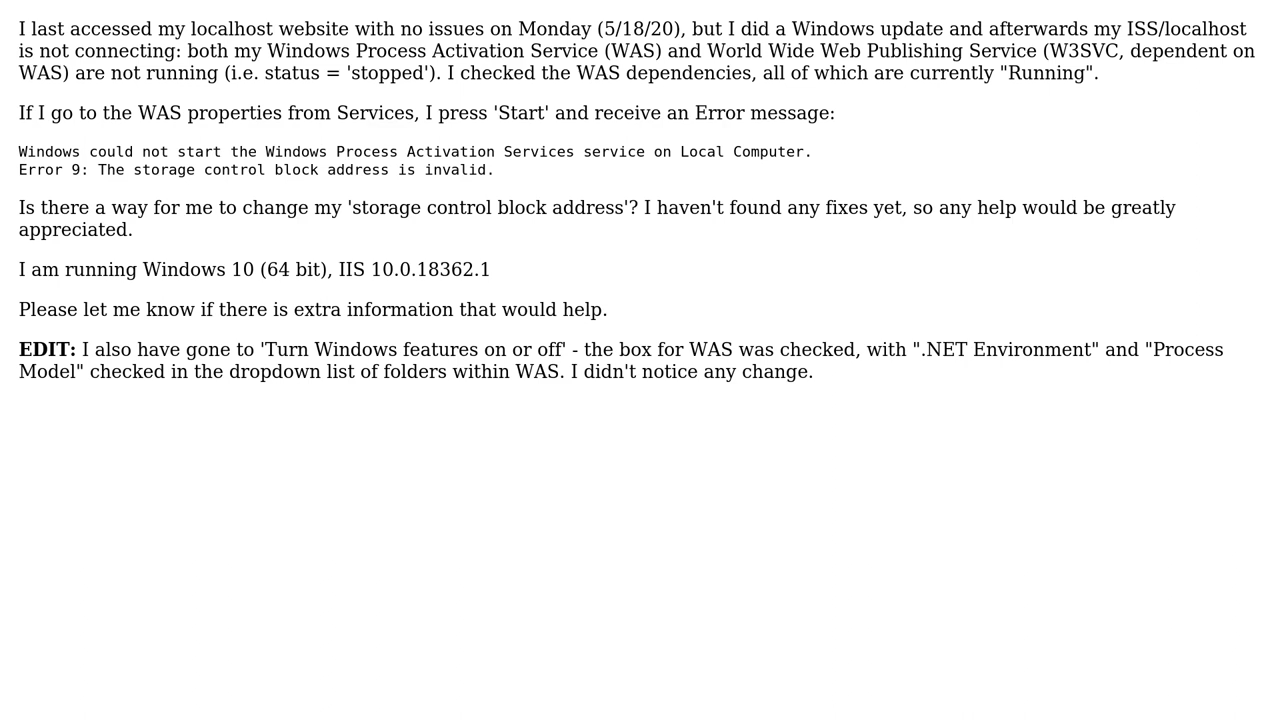 I last accessed my localhost website with no issues on Monday (5/18/20), but I did a Windows update and afterwards my ISS/localhost
is not connecting: both my Windows Process Activation Service (WAS) and World Wide Web Publishing Service (W3SVC, dependent on
WAS) are not running (i.e. status = 'stopped'). I checked the WAS dependencies, all of which are currently "Running".
If I go to the WAS properties from Services, I press 'Start' and receive an Error message:
Windows could not start the Windows Process Activation Services service on Local Computer.
Error 9: The storage control block address is invalid.
Is there a way for me to change my 'storage control block address'? I haven't found any fixes yet, so any help would be greatly
appreciated.
I am running Windows 10 (64 bit), IIS 10.0.18362.1
Please let me know if there is extra information that would help.
EDIT: I also have gone to 'Turn Windows features on or off' - the box for WAS was checked, with ".NET Environment" and "Process
Model" checked in the dropdown list of folders within WAS. I didn't notice any change.